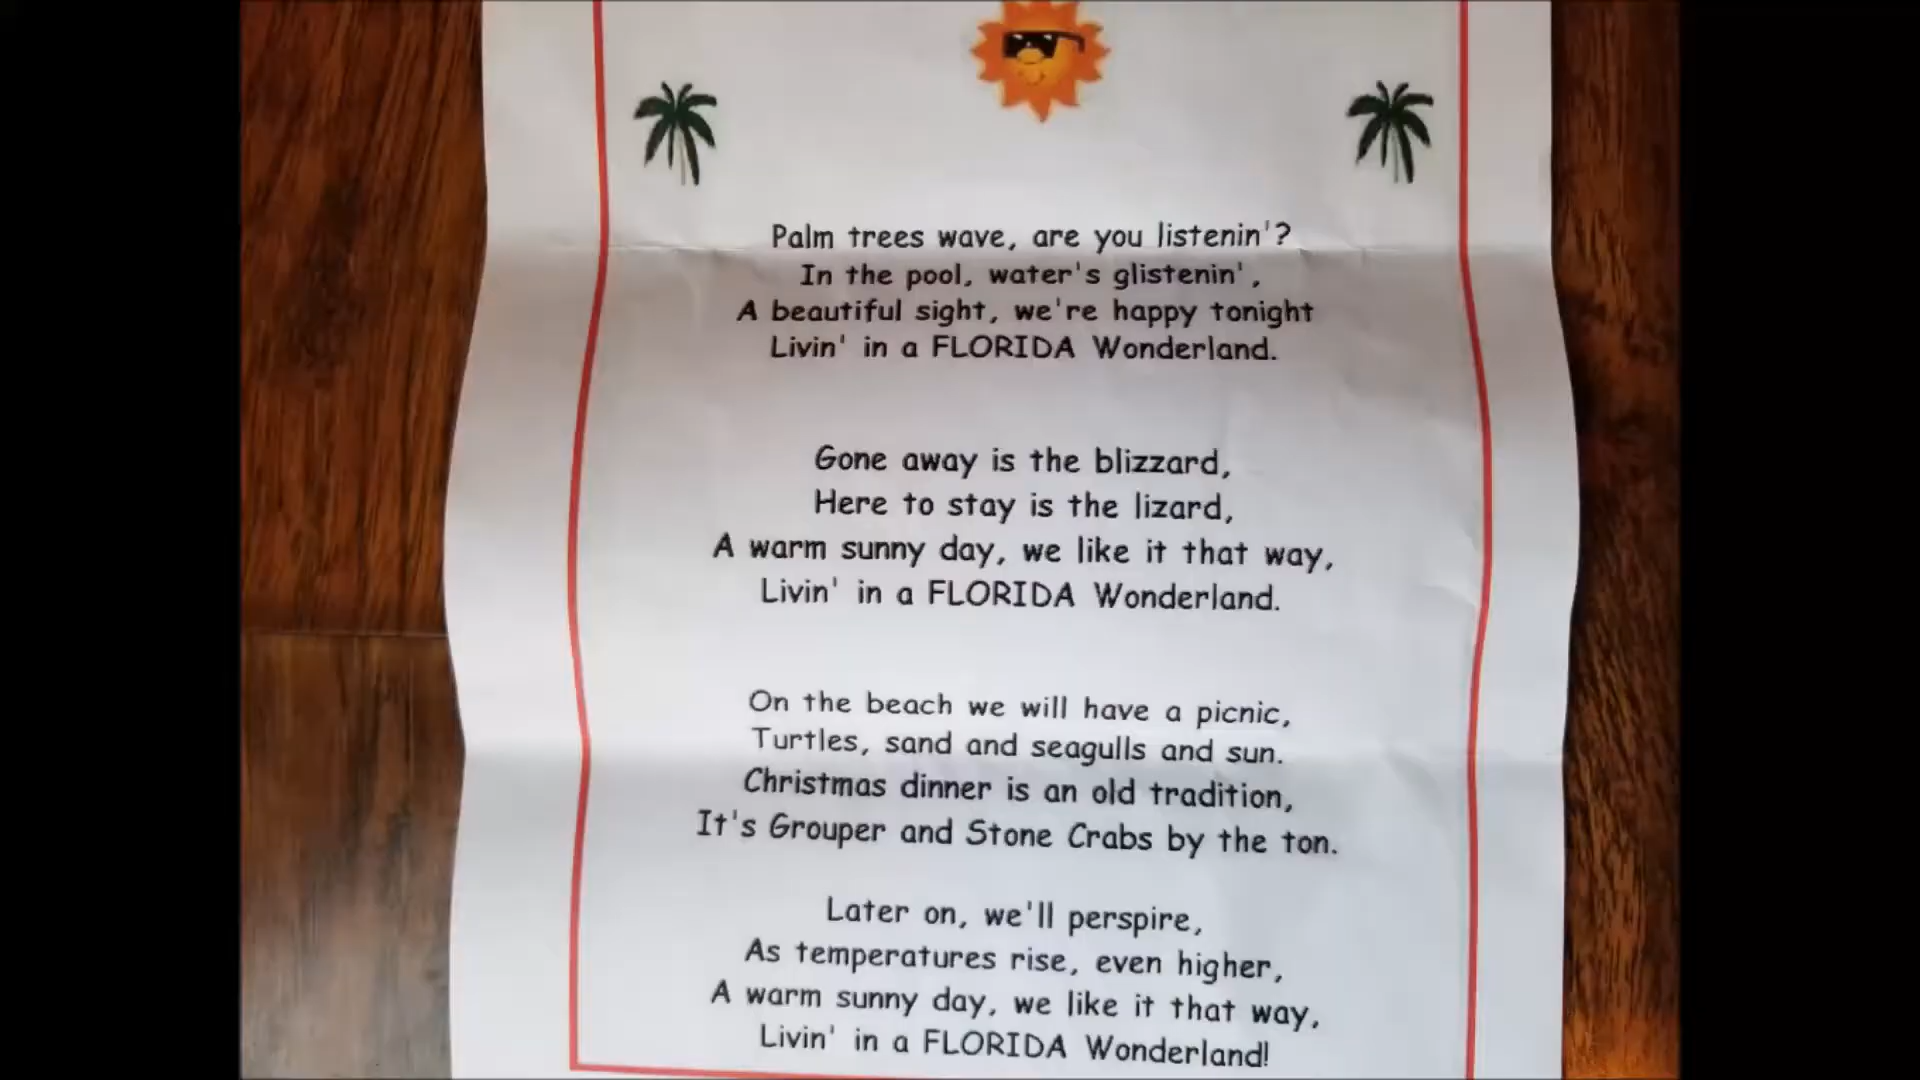 Palm trees wave, are you listenin'?
In the pool, water's glistenin',
A beautiful sight, we're happy tonight
Livin' in a FLORIDA Wonderland.
Gone away is the blizzard,
Here to stay is the lizard,
A warm sunny day, we like it that way,
Livin' in a FLORIDA Wonderland.
On the beach we will have a picnic,
Turtles, sand and seagulls and sun.
Christmas dinner is an old tradition,
It's Grouper and Stone Crabs by the ton.
Later on, we'll perspire,
As temperatures rise, even higher,
A warm sunny day, we like it that way,
Livin' in a FLORIDA Wonderland!